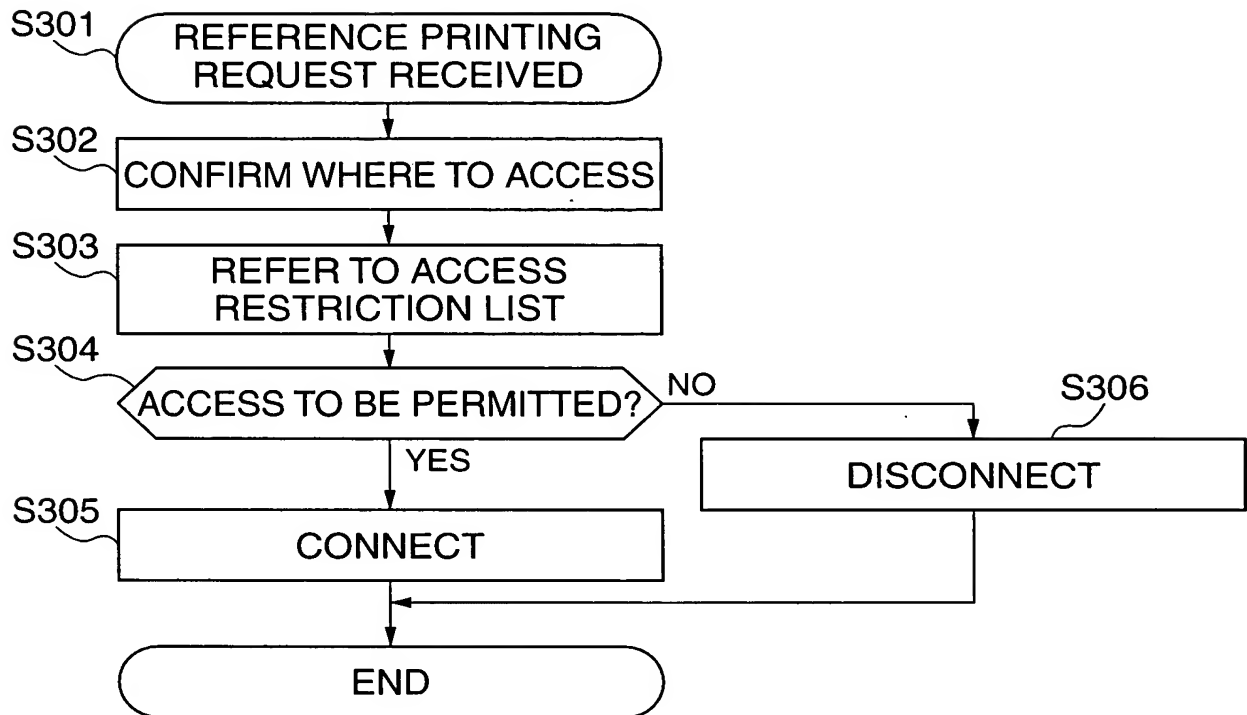 S301
REFERENCE PRINTING
REQUEST RECEIVED
S302
CONFIRM WHERE TO ACCESS
S303
REFER TO ACCESS
RESTRICTION LIST
S304
ACCESS TO BE PERMITTED?
NO
S306
YES
DISCONNECT
S305
CONNECT
END